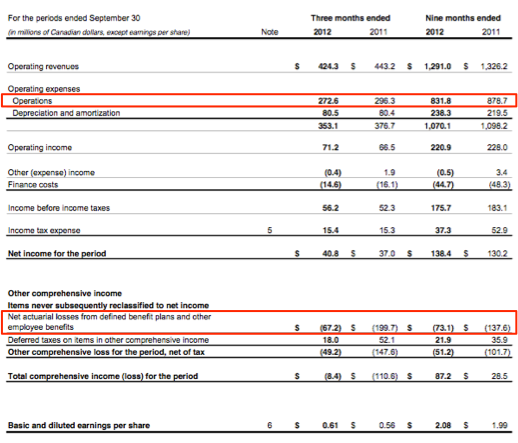 For the periods ended September 30 Three months ended Nine months ended
(in millions of Canadian dollars, except earnings per share) Note 2012 2011 2012 2011
Operating revenues $ 424.3 $ 443.2 $ 1,291.0 $ 1,326.2
Operating expenses
Operations 272.6 296.3 831.8 878.7
Depreciation and amortization 80.5 80.4 238.3 219.5
353.1 376.7 1,070.1 1,098.2
Operating income 71.2 66.5 220.9 228.0
Other (expense) income (0.4) 1.9 (0.5) 3.4
Finance costs (14.6) (16.1) (44.7) (48.3)
Income before income taxes 56.2 52.3 175.7 183.1
Income tax expense 5 15.4 15.3 37.3 52.9
Net income for the period $ 40.8 $ 37.0 $ 138.4 $ 130.2
Other comprehensive income
Items never subsequently reclassified to net income
Net actuarial losses from defined benefit plans and other
employee benefits $ (67.2) $ (199.7) $ (73.1) $ (137.6)
Deferred taxes on items in other comprehensive income 18.0 52.1 21.9 35.9
Other comprehensive loss for the period, net of tax (49.2) (147.6) (51.2) (101.7)
Total comprehensive income (loss) for the period $ (8.4) $ (110.6) $ 87.2 $ 28.5
Basic and diluted earnings per share 6 $ 0.61 $ 0.56 $ 2.08 $ 1.99